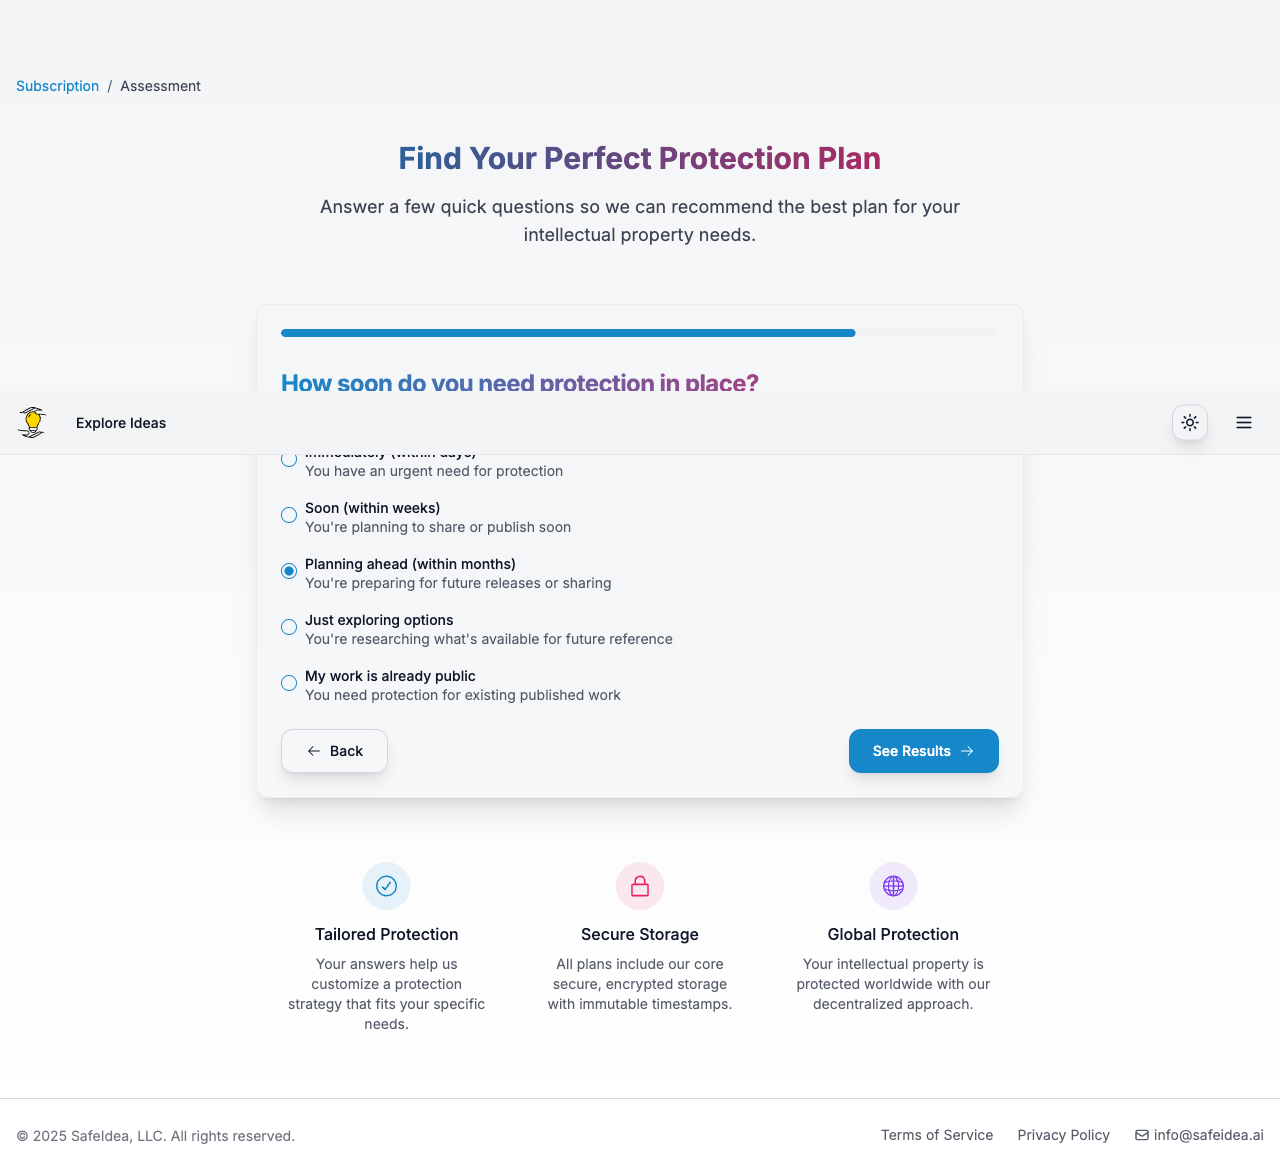 Subscription / Assessment
Find Your Perfect Protection Plan
Answer a few quick questions so we can recommend the best plan for your
intellectual property needs.
How soon do you need protection in place?
Explore Ideas
Immediately (within days)
You have an urgent need for protection
Soon (within weeks)
You're planning to share or publish soon
Planning ahead (within months)
You're preparing for future releases or sharing
Just exploring options
You're researching what's available for future reference
My work is already public
You need protection for existing published work
Back
See Results
Tailored Protection
Your answers help us
customize a protection
strategy that fits your specific
needs.
Secure Storage
All plans include our core
secure, encrypted storage
with immutable timestamps.
Global Protection
Your intellectual property is
protected worldwide with our
decentralized approach.
© 2025 SafeIdea, LLC. All rights reserved.
Terms of Service
Privacy Policy
info@safeidea.ai